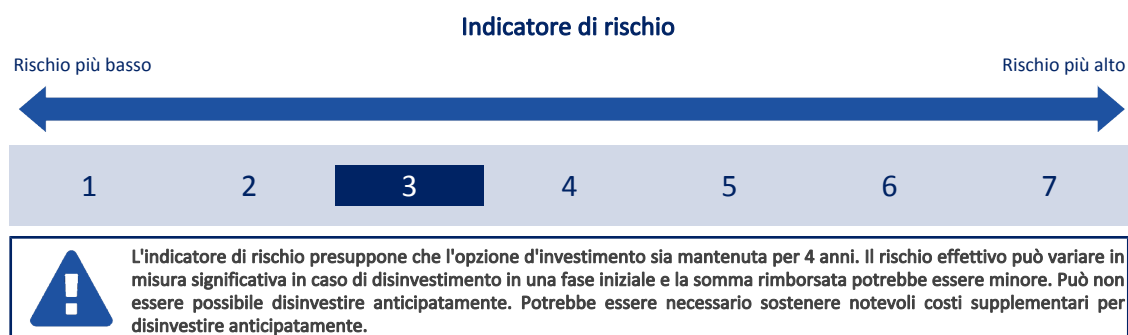 Indicatore di rischio
Rischio più basso
Rischio più alto
1 2 3 4 5 6 7
L'indicatore di rischio presuppone che l'opzione d'investimento sia mantenuta per 4 anni. Il rischio effettivo può variare in
misura significativa in caso di disinvestimento in una fase iniziale e la somma rimborsata potrebbe essere minore. Può non
essere possibile disinvestire anticipatamente. Potrebbe essere necessario sostenere notevoli costi supplementari per
disinvestire anticipatamente.